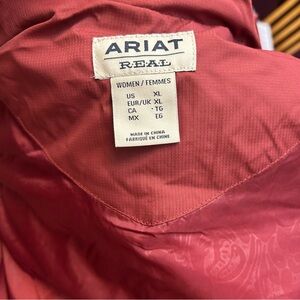 ARIAT
REAL
WOMEN / FEMMES
US XL
EUR/UK XL
CA TG
MX EG
MADE IN CHINA
FABRIQUÉ EN CHINE